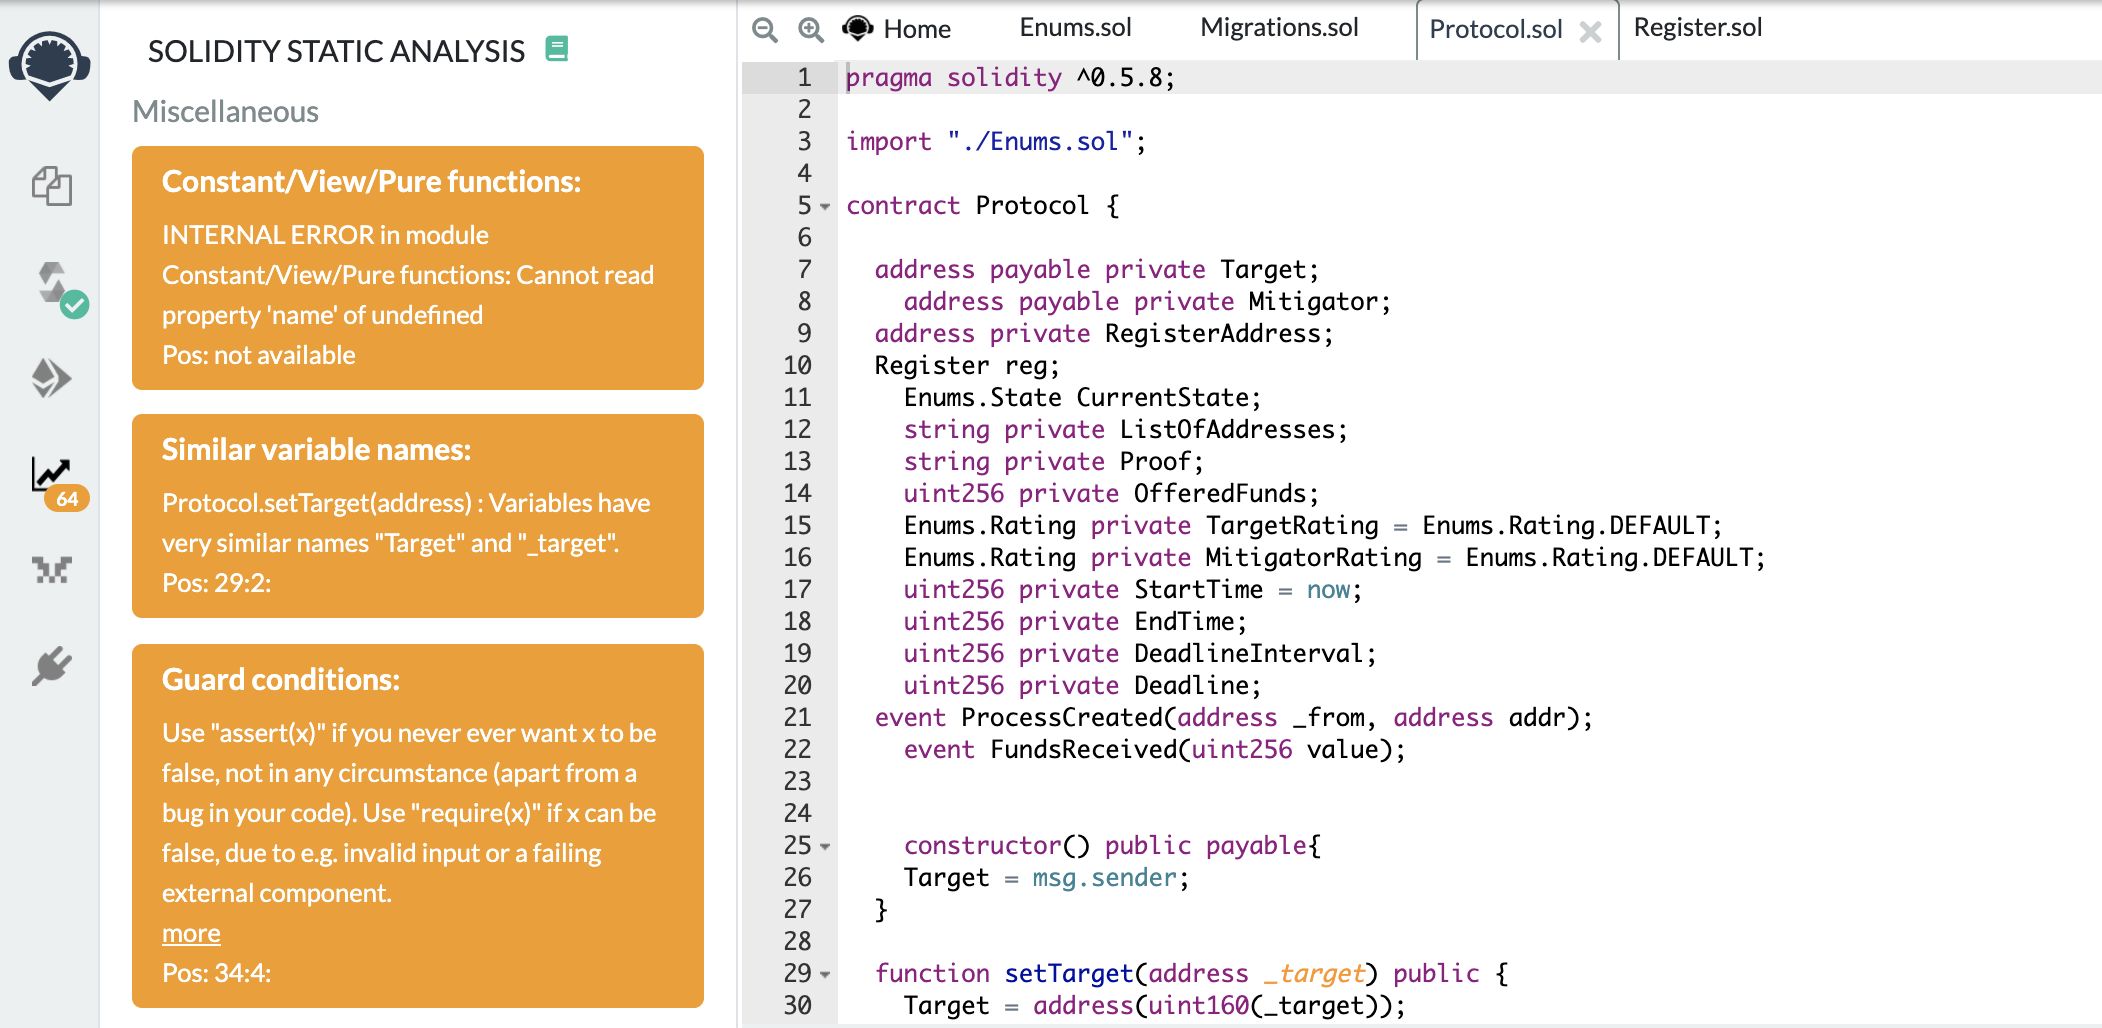 SOLIDITY STATIC ANALYSIS
Miscellaneous
Constant/View/Pure functions:
INTERNAL ERROR in module
Constant/View/Pure functions: Cannot read
property 'name' of undefined
Pos: not available
Similar variable names:
Protocol.setTarget(address) : Variables have
very similar names "Target" and "_target".
Pos: 29:2:
Guard conditions:
Use "assert(x)" if you never ever want x to be
false, not in any circumstance (apart from a
bug in your code). Use "require(x)" if x can be
false, due to e.g. invalid input or a failing
external component.
more
Pos: 34:4:
64
Home Enums.sol Migrations.sol Protocol.sol Register.sol
1 pragma solidity ^0.5.8;
2
3 import "./Enums.sol";
4
5 contract Protocol {
6
7 address payable private Target;
8 address payable private Mitigator;
9 address private RegisterAddress;
10 Register reg;
11 Enums.State CurrentState;
12 string private ListOfAddresses;
13 string private Proof;
14 uint256 private OfferedFunds;
15 Enums.Rating private TargetRating = Enums.Rating.DEFAULT;
16 Enums.Rating private MitigatorRating = Enums.Rating.DEFAULT;
17 uint256 private StartTime = now;
18 uint256 private EndTime;
19 uint256 private DeadlineInterval;
20 uint256 private Deadline;
21 event ProcessCreated(address _from, address addr);
22 event FundsReceived(uint256 value);
23
24
25 constructor() public payable{
26 Target = msg.sender;
27 }
28
29 function setTarget(address _target) public {
30 Target = address(uint160(_target));